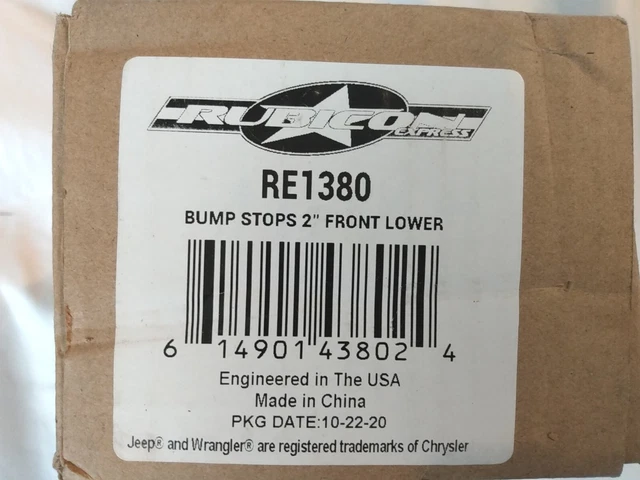 RUBICON
EXPRESS
RE1380
BUMP STOPS 2" FRONT LOWER
6 14901 43802 4
Engineered in The USA
Made in China
PKG DATE:10-22-20
Jeep® and Wrangler® are registered trademarks of Chrysler